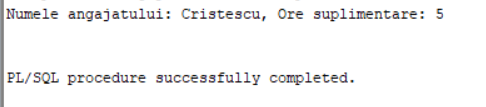 Numele angajatului: Cristescu, Ore suplimentare: 5
PL/SQL procedure successfully completed.